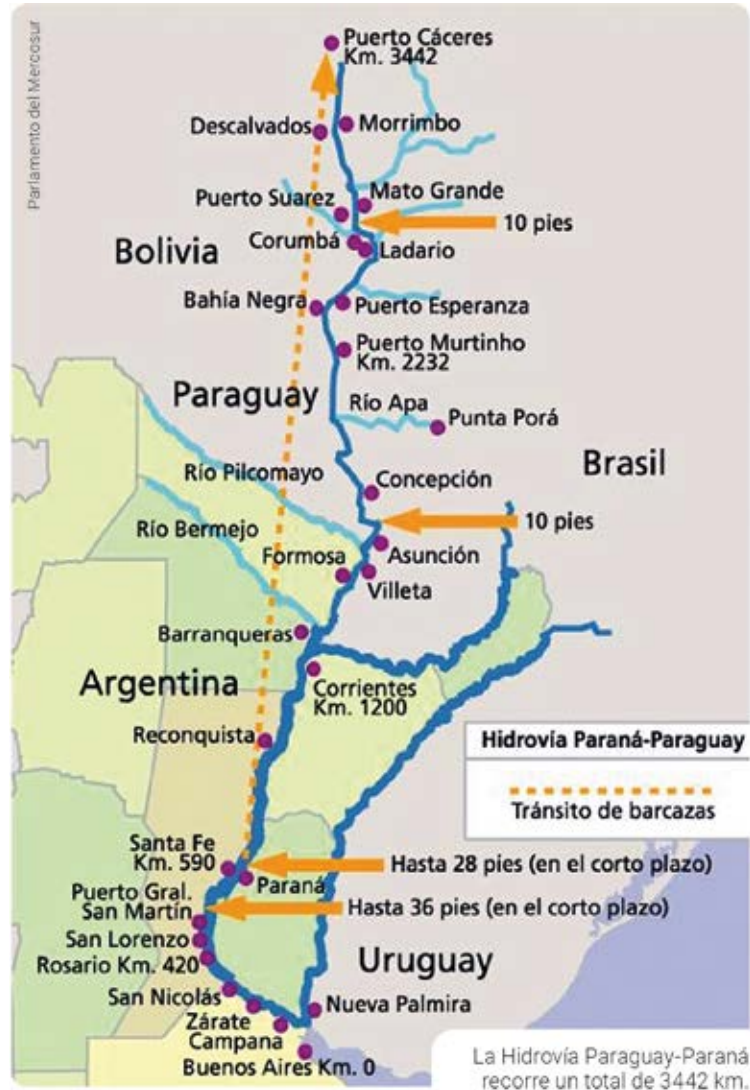 Parlamento del Mercosur
Puerto Cáceres
Km. 3442
Descalvados
Morrimbo
Puerto Suarez
Mato Grande
10 pies
Corumbá
Ladario
Bolivia
Bahía Negra
Puerto Esperanza
Puerto Murtinho
Km. 2232
Paraguay
Río Apa
Punta Porá
Río Pilcomayo
Concepción
Brasil
Río Bermejo
10 pies
Formosa
Asunción
Villeta
Barranqueras
Argentina
Corrientes
Km. 1200
Reconquista
Hidrovía Paraná-Paraguay
Tránsito de barcazas
Santa Fe
Km. 590
Paraná
Hasta 28 pies (en el corto plazo)
Puerto Gral.
San Martín
Hasta 36 pies (en el corto plazo)
San Lorenzo
Rosario Km. 420
Uruguay
San Nicolás
Nueva Palmira
Zárate
Campana
Buenos Aires Km. 0
La Hidrovía Paraguay-Paraná
recorre un total de 3442 km.